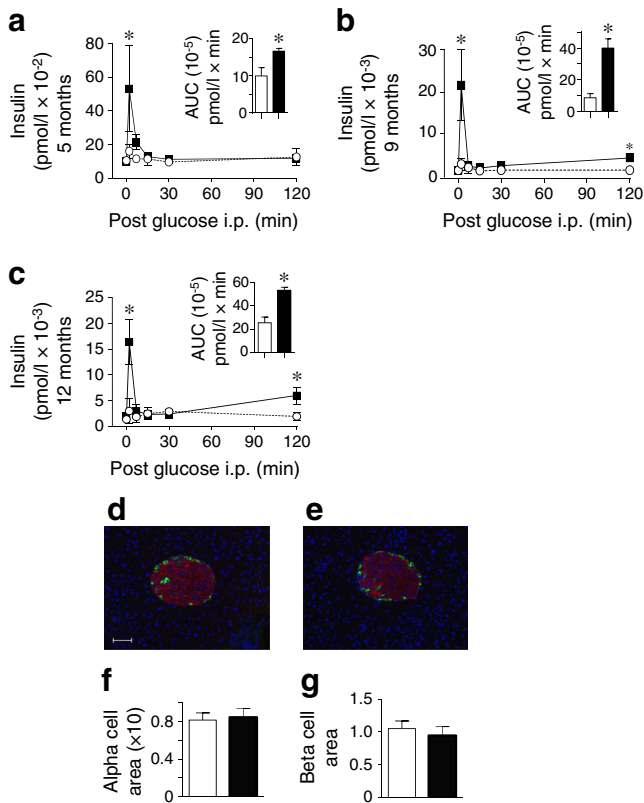 a
Insulin
(pmol/l × 10⁻²)
5 months
80
60
40
20
0
0
30
60
90
120
Post glucose i.p. (min)
*
AUC (10⁻⁵)
pmol/l × min
20
15
10
0
*
b
Insulin
(pmol/l × 10⁻³)
9 months
30
20
10
0
0
30
60
90
120
Post glucose i.p. (min)
*
*
AUC (10⁻⁵)
pmol/l × min
40
20
0
*
c
Insulin
(pmol/l × 10⁻³)
12 months
25
20
15
10
5
0
0
30
60
90
120
Post glucose i.p. (min)
*
*
AUC (10⁻⁵)
pmol/l × min
60
40
20
0
*
d
e
f
Alpha cell
area (×10)
0.8
0.4
0
g
Beta cell
area
1.5
1.0
0.5
0